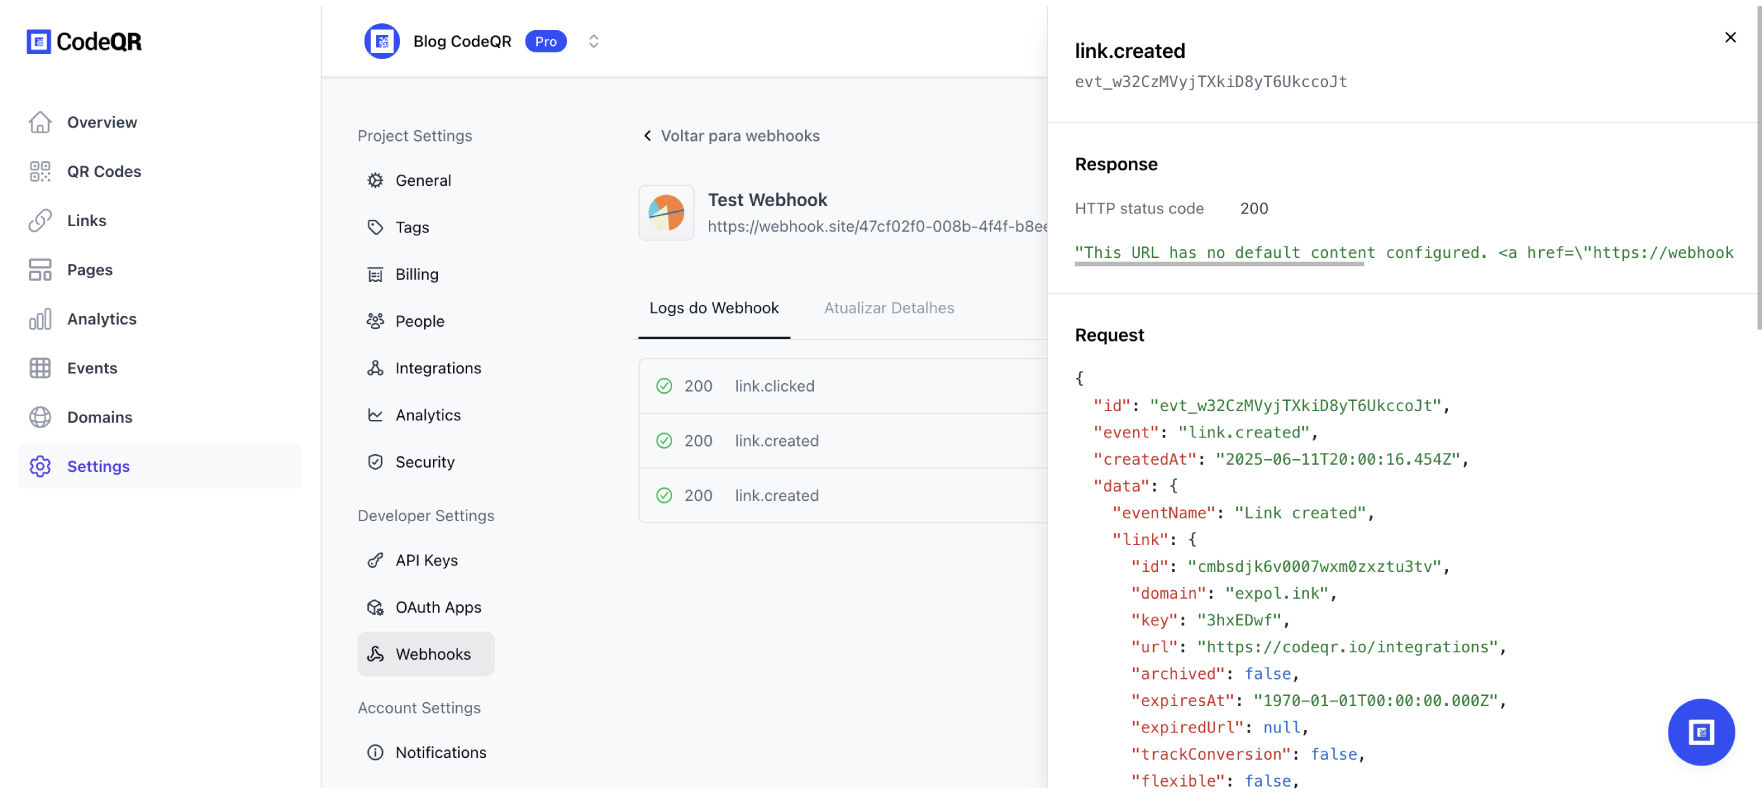 CodeQR
Overview
QR Codes
Links
Pages
Analytics
Events
Domains
Settings
Blog CodeQR Pro
Project Settings
General
Tags
Billing
People
Integrations
Analytics
Security
Developer Settings
API Keys
OAuth Apps
Webhooks
Account Settings
Notifications
Voltar para webhooks
Test Webhook
https://webhook.site/47cf02f0-008b-4f4f-b8ee
Logs do Webhook Atualizar Detalhes
200 link.clicked
200 link.created
200 link.created
link.created
evt_w32CzMVyjTXkiD8yT6UkccoJt
Response
HTTP status code 200
"This URL has no default content configured. <a href=\"https://webhook
Request
{
"id": "evt_w32CzMVyjTXkiD8yT6UkccoJt",
"event": "link.created",
"createdAt": "2025-06-11T20:00:16.454Z",
"data": {
"eventName": "Link created",
"link": {
"id": "cmbsdjk6v0007wxm0zxztu3tv",
"domain": "expol.ink",
"key": "3hxEDwf",
"url": "https://codeqr.io/integrations",
"archived": false,
"expiresAt": "1970-01-01T00:00:00.000Z",
"expiredUrl": null,
"trackConversion": false,
"flexible": false,